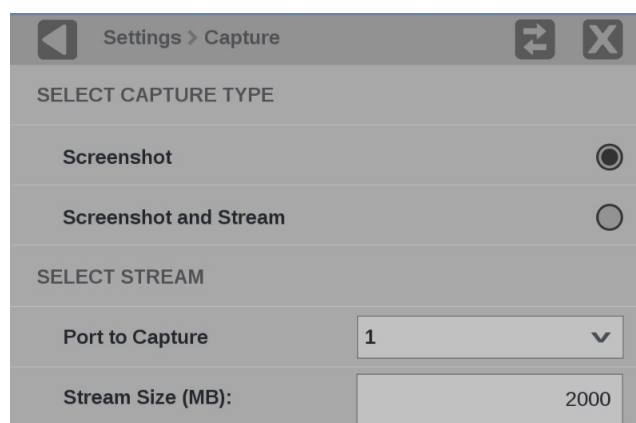 Settings > Capture
SELECT CAPTURE TYPE
Screenshot
Screenshot and Stream
SELECT STREAM
Port to Capture 1
Stream Size (MB): 2000